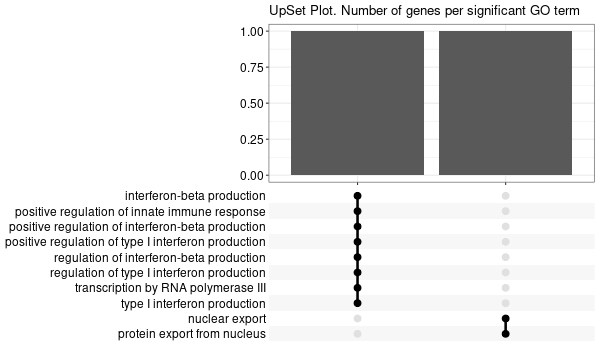 UpSet Plot. Number of genes per significant GO term
1.00
0.75
0.50
0.25
0.00
interferon-beta production
positive regulation of innate immune response
positive regulation of interferon-beta production
positive regulation of type I interferon production
regulation of interferon-beta production
regulation of type I interferon production
transcription by RNA polymerase III
type I interferon production
nuclear export
protein export from nucleus